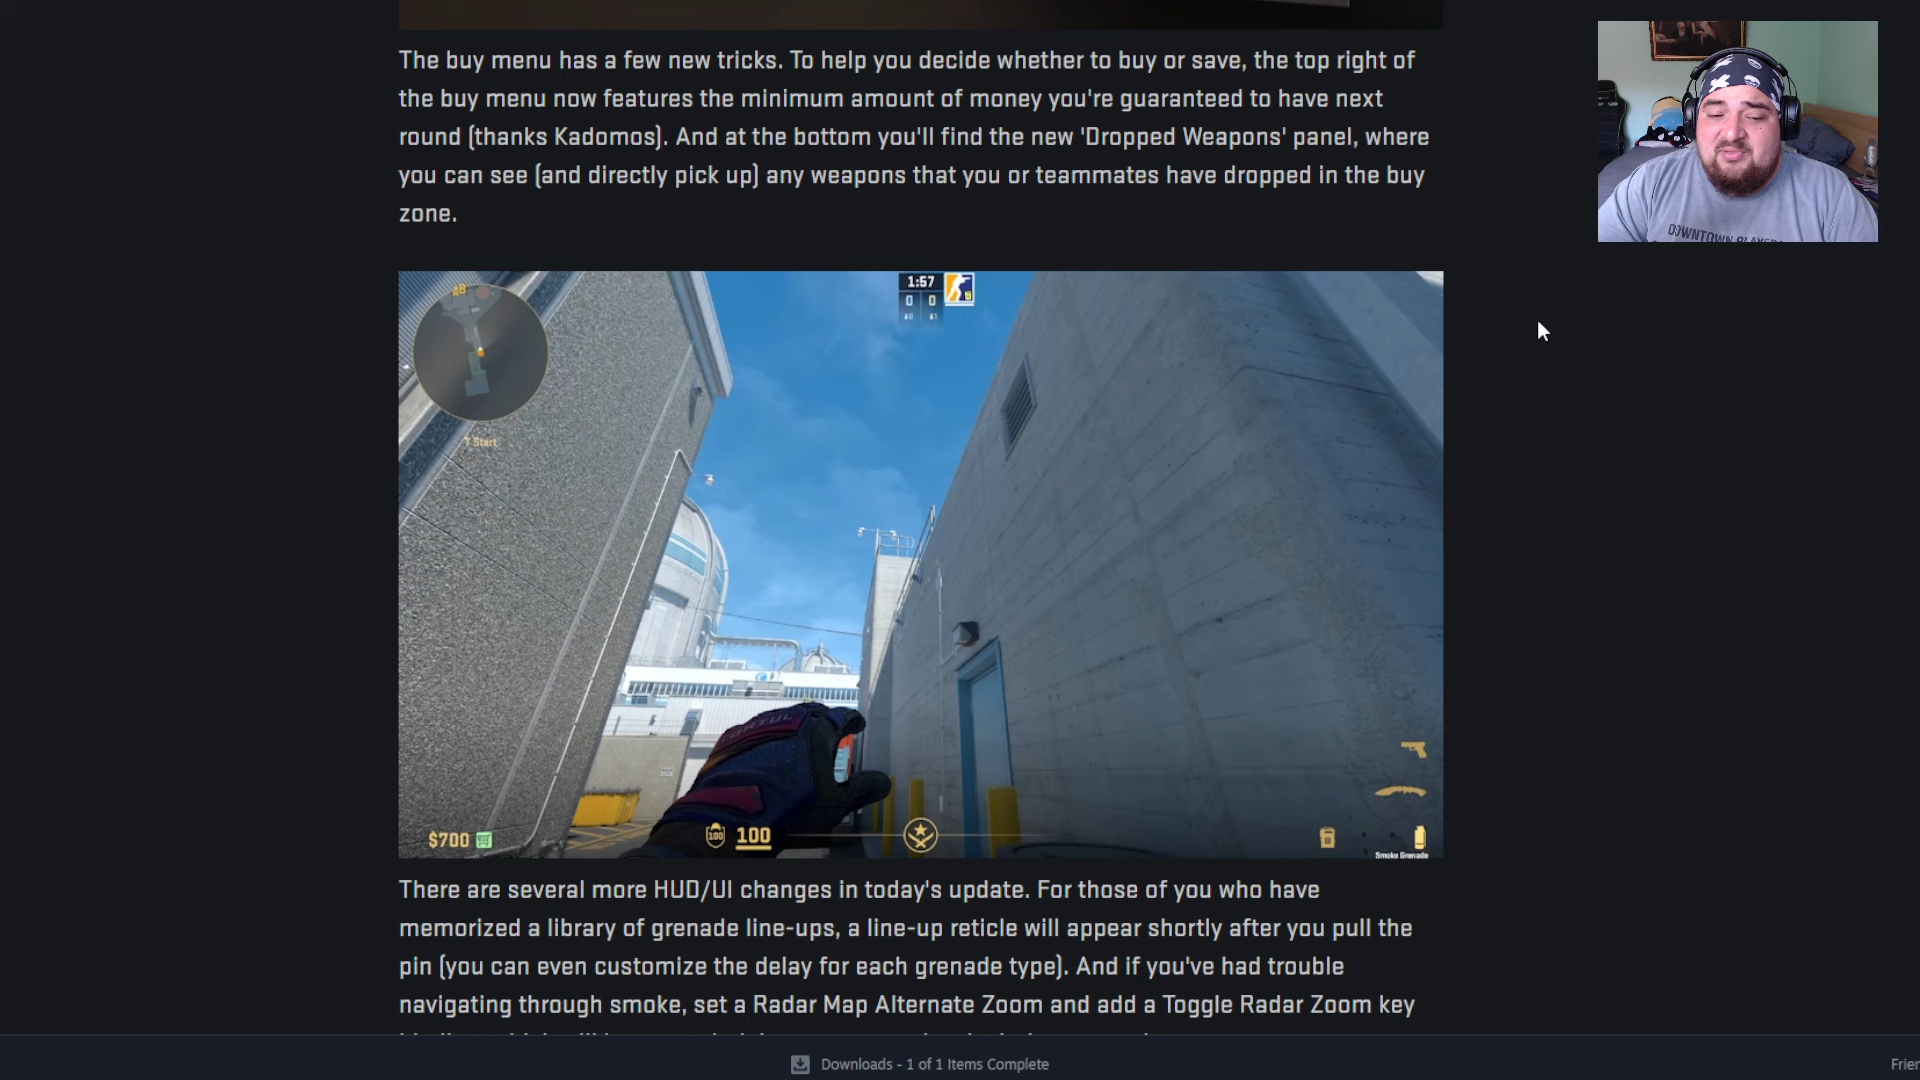 The buy menu has a few new tricks. To help you decide whether to buy or save, the top right of
the buy menu now features the minimum amount of money you're guaranteed to have next
round (thanks Kadomos). And at the bottom you'll find the new 'Dropped Weapons' panel, where
you can see (and directly pick up) any weapons that you or teammates have dropped in the buy
zone.
DOWNTOWN
1:57
0 0
AB
T Start
$700
100
100
Smoke Grenade
There are several more HUD/UI changes in today's update. For those of you who have
memorized a library of grenade line-ups, a line-up reticle will appear shortly after you pull the
pin (you can even customize the delay for each grenade type). And if you've had trouble
navigating through smoke, set a Radar Map Alternate Zoom and add a Toggle Radar Zoom key
Downloads - 1 of 1 Items Complete
Frier